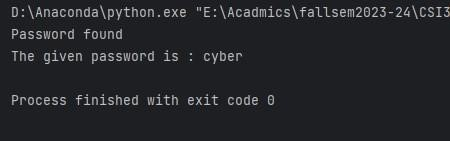 D:\Anaconda\python.exe "E:\Acadmics\fallsem2023-24\CSI3
Password found
The given password is : cyber
Process finished with exit code 0